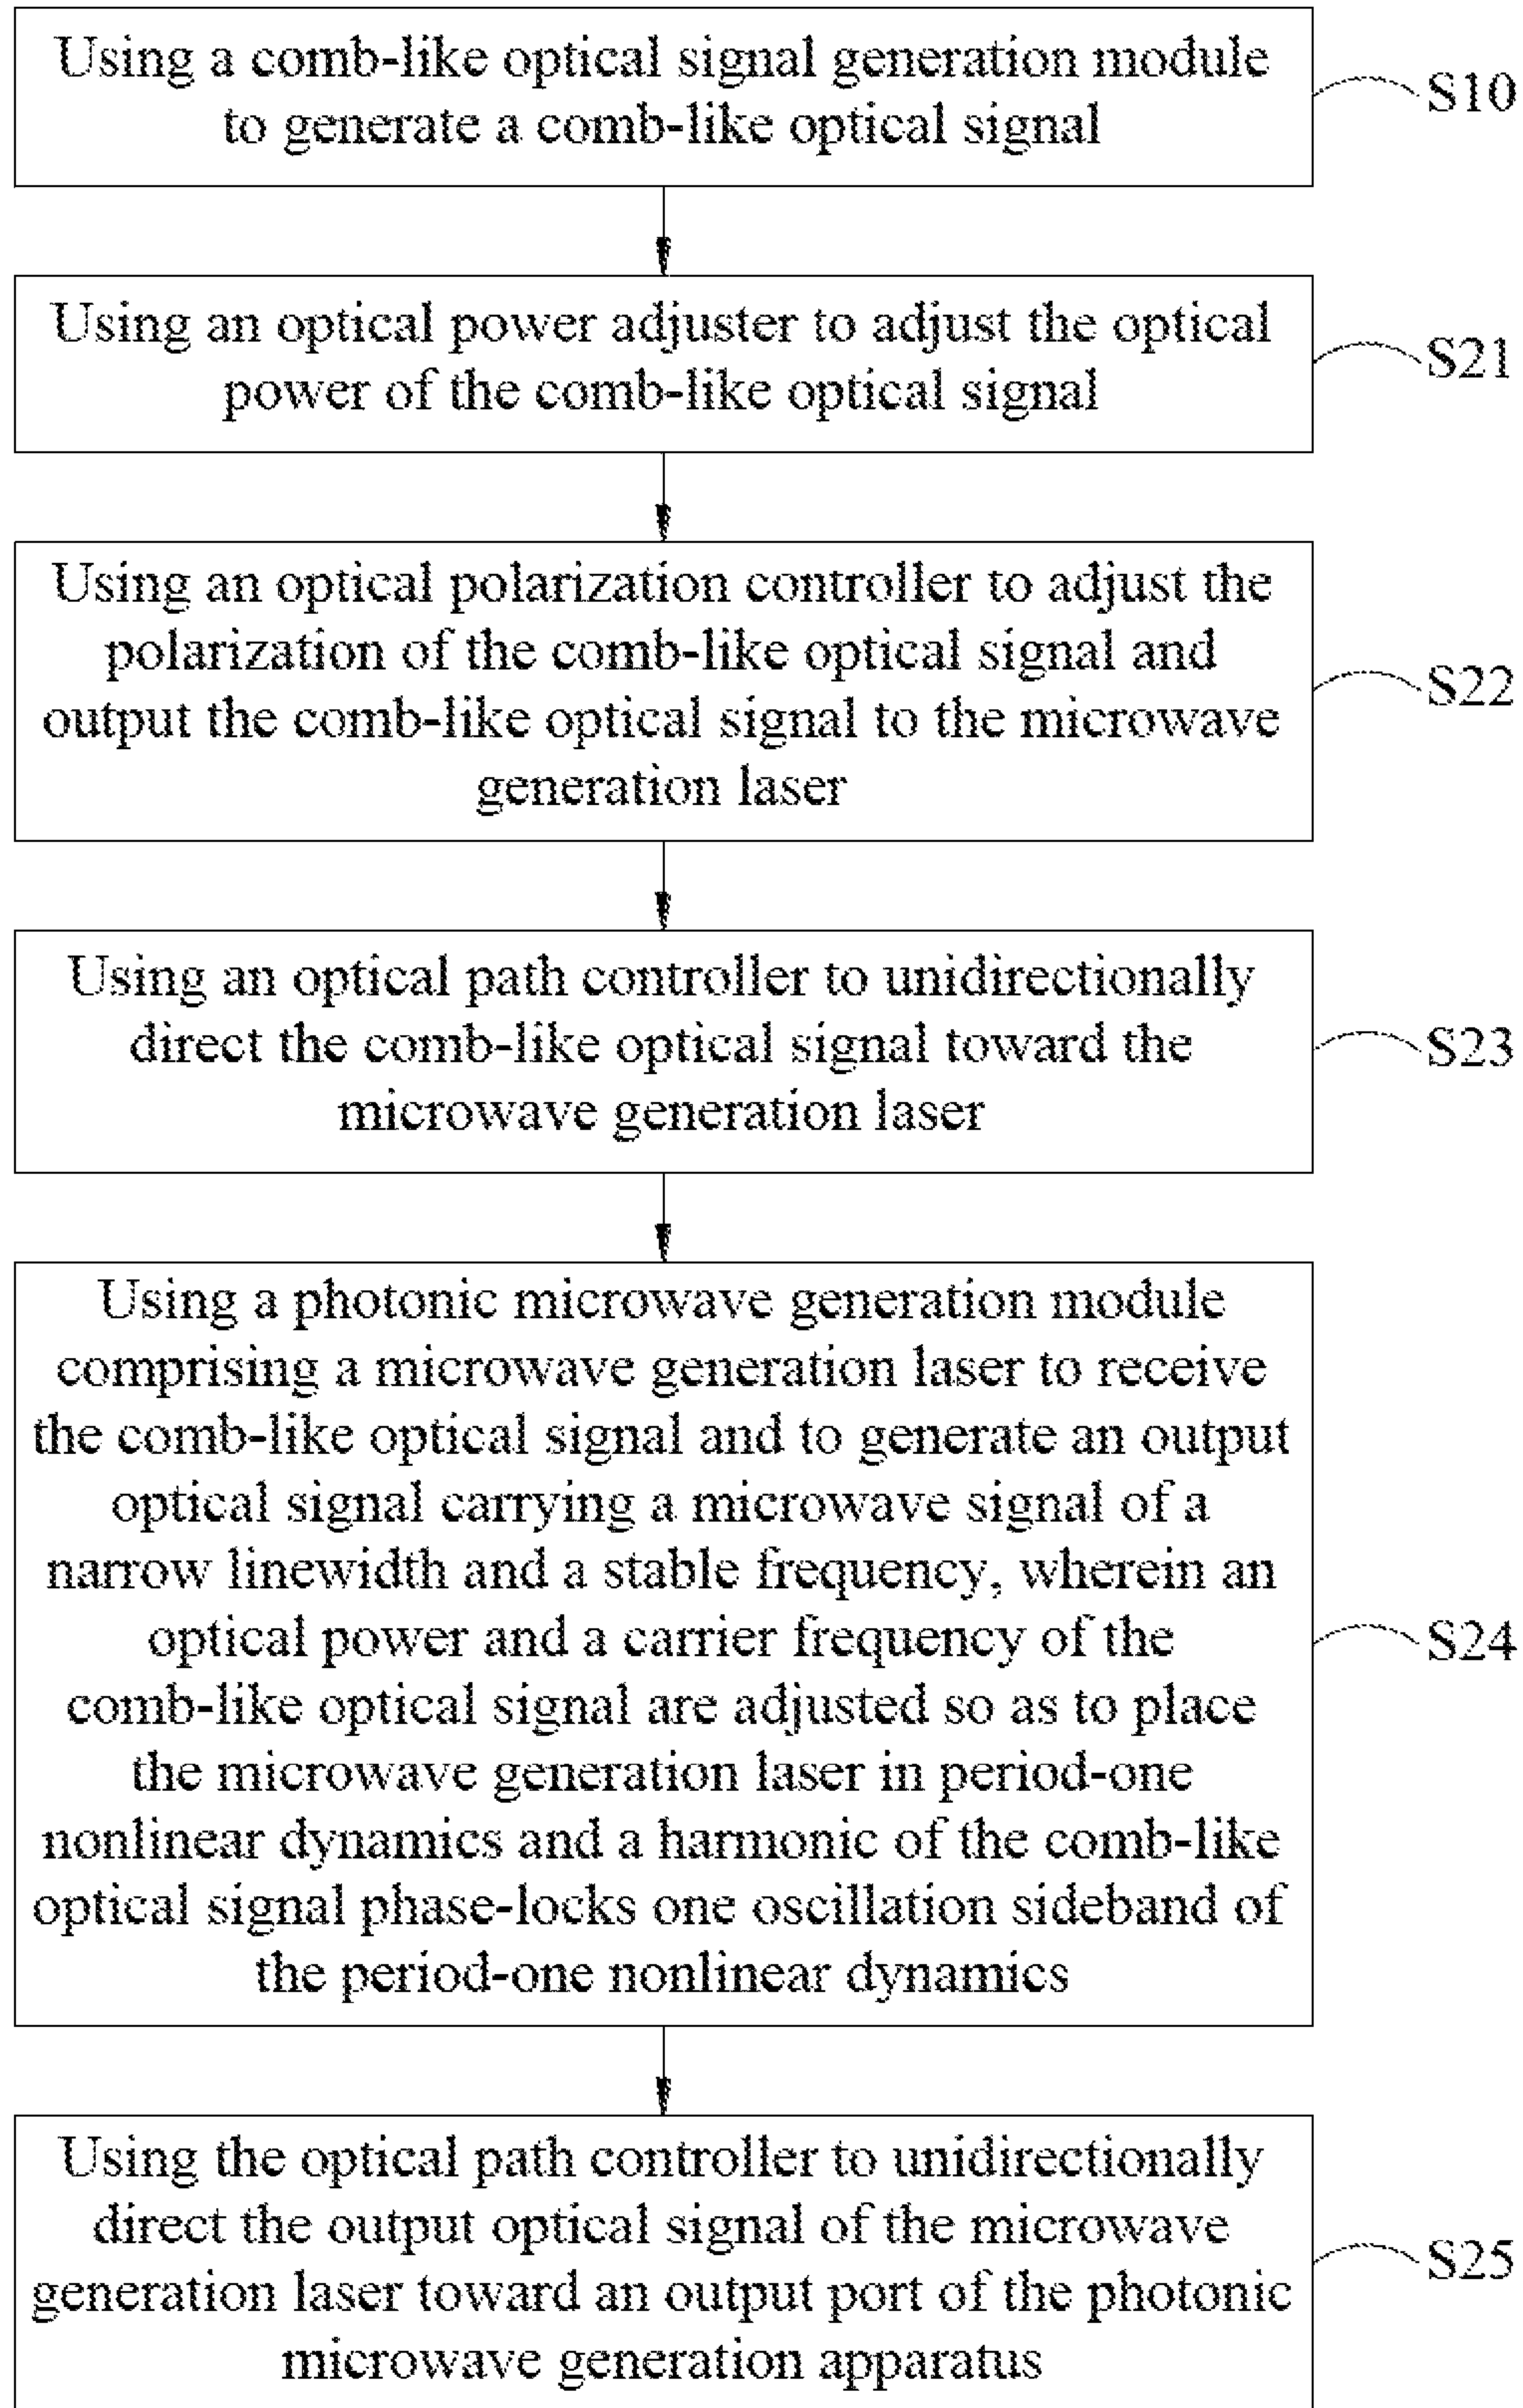 Using a comb-like optical signal generation module
to generate a comb-like optical signal
S10
Using an optical power adjuster to adjust the optical
power of the comb-like optical signal
S21
Using an optical polarization controller to adjust the
polarization of the comb-like optical signal and
output the comb-like optical signal to the microwave
generation laser
S22
Using an optical path controller to unidirectionally
direct the comb-like optical signal toward the
microwave generation laser
S23
Using a photonic microwave generation module
comprising a microwave generation laser to receive
the comb-like optical signal and to generate an output
optical signal carrying a microwave signal of a
narrow linewidth and a stable frequency, wherein an
optical power and a carrier frequency of the
comb-like optical signal are adjusted so as to place
the microwave generation laser in period-one
nonlinear dynamics and a harmonic of the comb-like
optical signal phase-locks one oscillation sideband of
the period-one nonlinear dynamics
S24
Using the optical path controller to unidirectionally
direct the output optical signal of the microwave
generation laser toward an output port of the photonic
microwave generation apparatus
S25